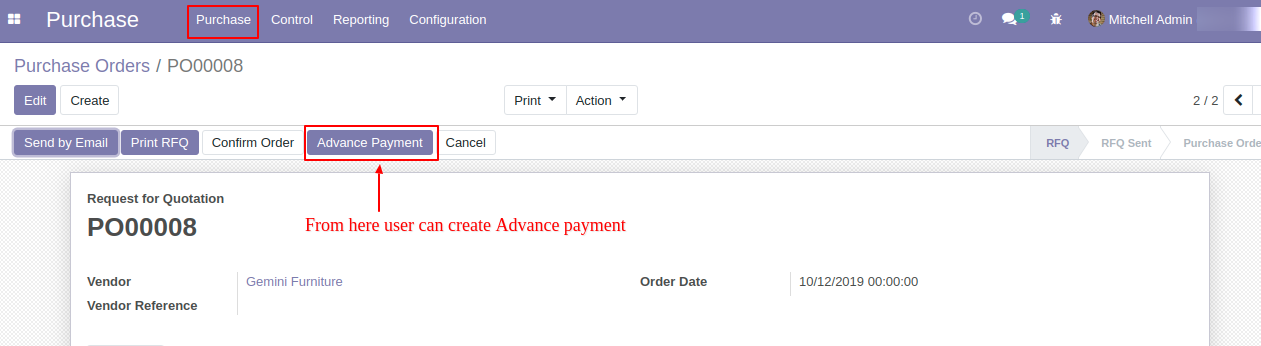 Purchase Purchase Control Reporting Configuration 1 Mitchell Admin
Purchase Orders / PO00008
Edit Create Print Action 2 / 2
Send by Email Print RFQ Confirm Order Advance Payment Cancel RFQ RFQ Sent Purchase Orde
Request for Quotation
PO00008
From here user can create Advance payment
Vendor Gemini Furniture Order Date 10/12/2019 00:00:00
Vendor Reference